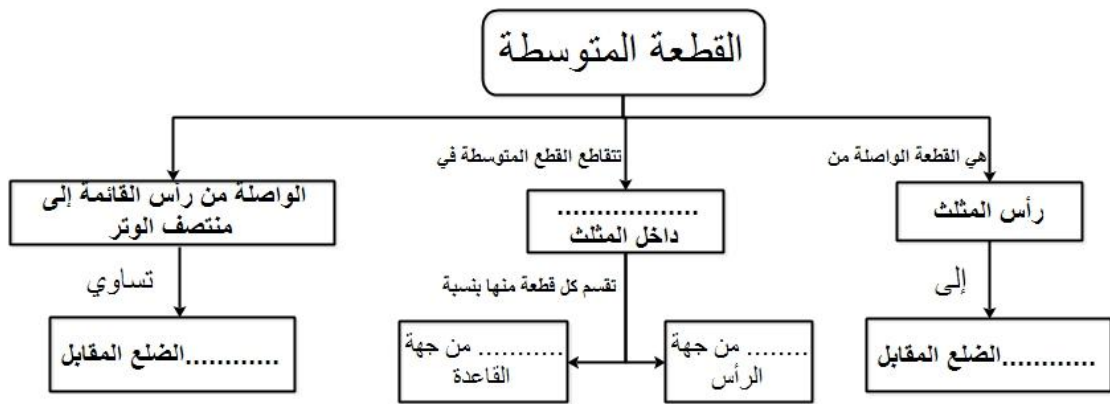 القطعة المتوسطة
هي القطعة الواصلة من
رأس المثلث
إلى
............الضلع المقابل
تتقاطع القطع المتوسطة في
..................
داخل المثلث
تقسم كل قطعة منها بنسبة
........ من جهة
الرأس
........... من جهة
القاعدة
الواصلة من رأس القائمة إلى
منتصف الوتر
تساوي
............الضلع المقابل